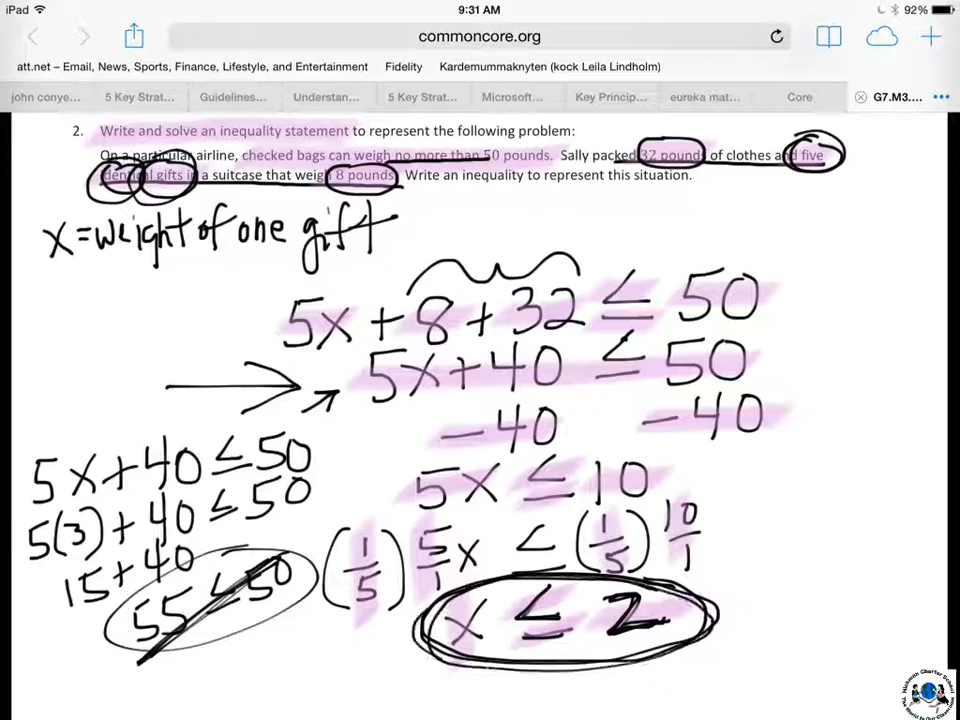 iPad 9:31 AM 92%
commoncore.org
att.net – Email, News, Sports, Finance, Lifestyle, and Entertainment Fidelity Kardemummaknyten (kock Leila Lindholm)
john conye... 5 Key Strat... Guidelines... Understan... 5 Key Strat... Microsoft... Key Princip... eureka mat... Core G7.M3....
2. Write and solve an inequality statement to represent the following problem:
On a particular airline, checked bags can weigh no more than 50 pounds. Sally packed 32 pounds of clothes and five
identical gifts in a suitcase that weigh 8 pounds. Write an inequality to represent this situation.
x = weight of one gift
5x + 8 + 32 ≤ 50
5x + 40 ≤ 50
- 40 - 40
5x ≤ 10
(1/5) 5/1 x ≤ (1/5) 10/1
x ≤ 2
5x + 40 ≤ 50
5(3) + 40 ≤ 50
15 + 40
55 ≤ 50
Hickman Charter School